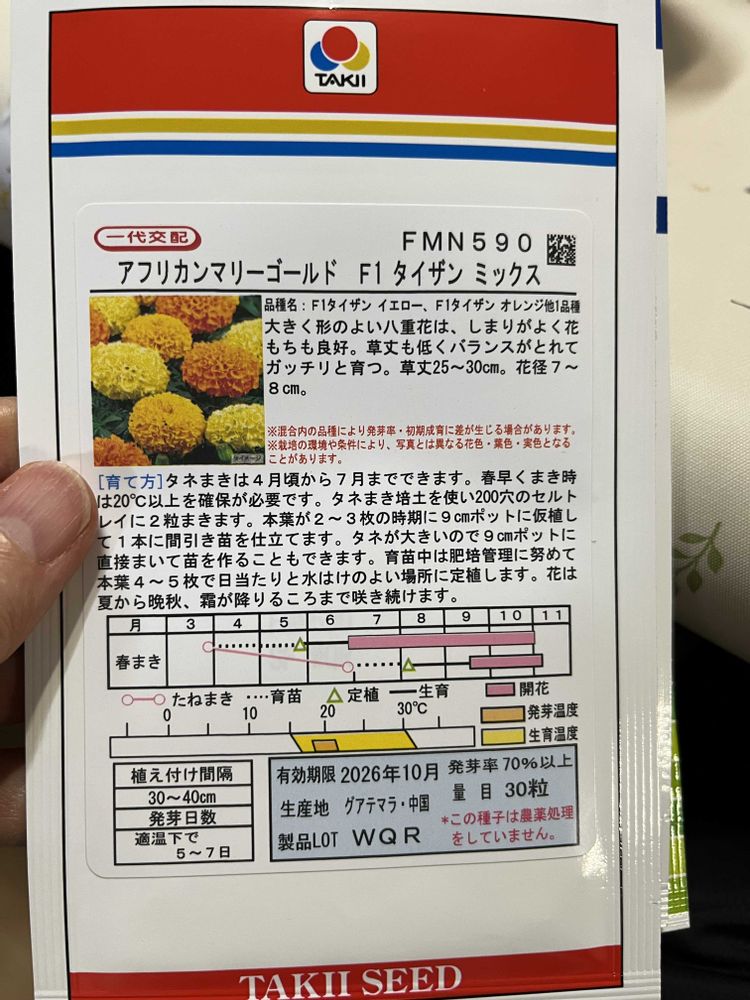 TAKII
一代交配
FMN590
アフリカンマリーゴールド F1 タイザン ミックス
品種名：F1タイザン イエロー、F1タイザン オレンジ他1品種
大きく形のよい八重花は、しまりがよく花
もちも良好。草丈も低くバランスがとれて
ガッチリと育つ。草丈25～30cm。花径７～
８cm。
※混合内の品種により発芽率・初期成育に差が生じる場合があります。
※栽培の環境や条件により、写真とは異なる花色・葉色・実色となる
ことがあります。
[育て方]タネまきは４月頃から７月までできます。春早くまき時
は20℃以上を確保が必要です。タネまき培土を使い200穴のセルト
レイに２粒まきます。本葉が２～３枚の時期に９cmポットに仮植し
て１本に間引き苗を仕立てます。タネが大きいので９cmポットに
直接まいて苗を作ることもできます。育苗中は肥培管理に努めて
本葉４～５枚で日当たりと水はけのよい場所に定植します。花は
夏から晩秋、霜が降りるころまで咲き続けます。
月 3 4 5 6 7 8 9 10 11
春まき
たねまき 育苗 定植 生育 開花
0 10 20 30℃
発芽温度
生育温度
植え付け間隔
30～40cm
発芽日数
適温下で
５～７日
有効期限 2026年10月 発芽率 70％以上
生産地 グアテマラ・中国 量目 30粒
製品LOT WQR
*この種子は農薬処理
をしていません。
TAKII SEED